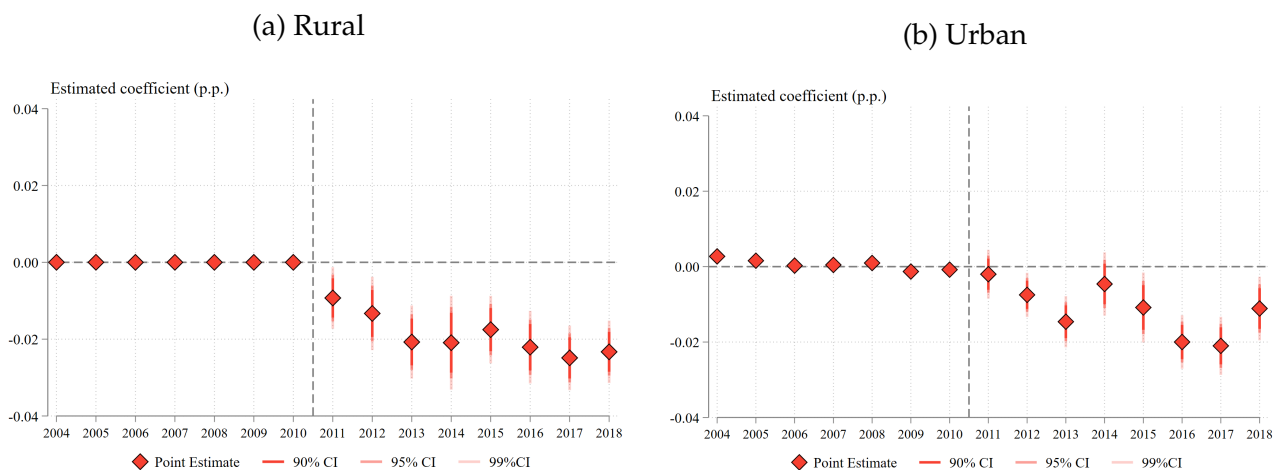 (a) Rural
Estimated coefficient (p.p.)
0.04
0.02
0.00
-0.02
-0.04
2004 2005 2006 2007 2008 2009 2010 2011 2012 2013 2014 2015 2016 2017 2018
Point Estimate 90% CI 95% CI 99%CI
(b) Urban
Estimated coefficient (p.p.)
0.04
0.02
0.00
-0.02
-0.04
2004 2005 2006 2007 2008 2009 2010 2011 2012 2013 2014 2015 2016 2017 2018
Point Estimate 90% CI 95% CI 99%CI